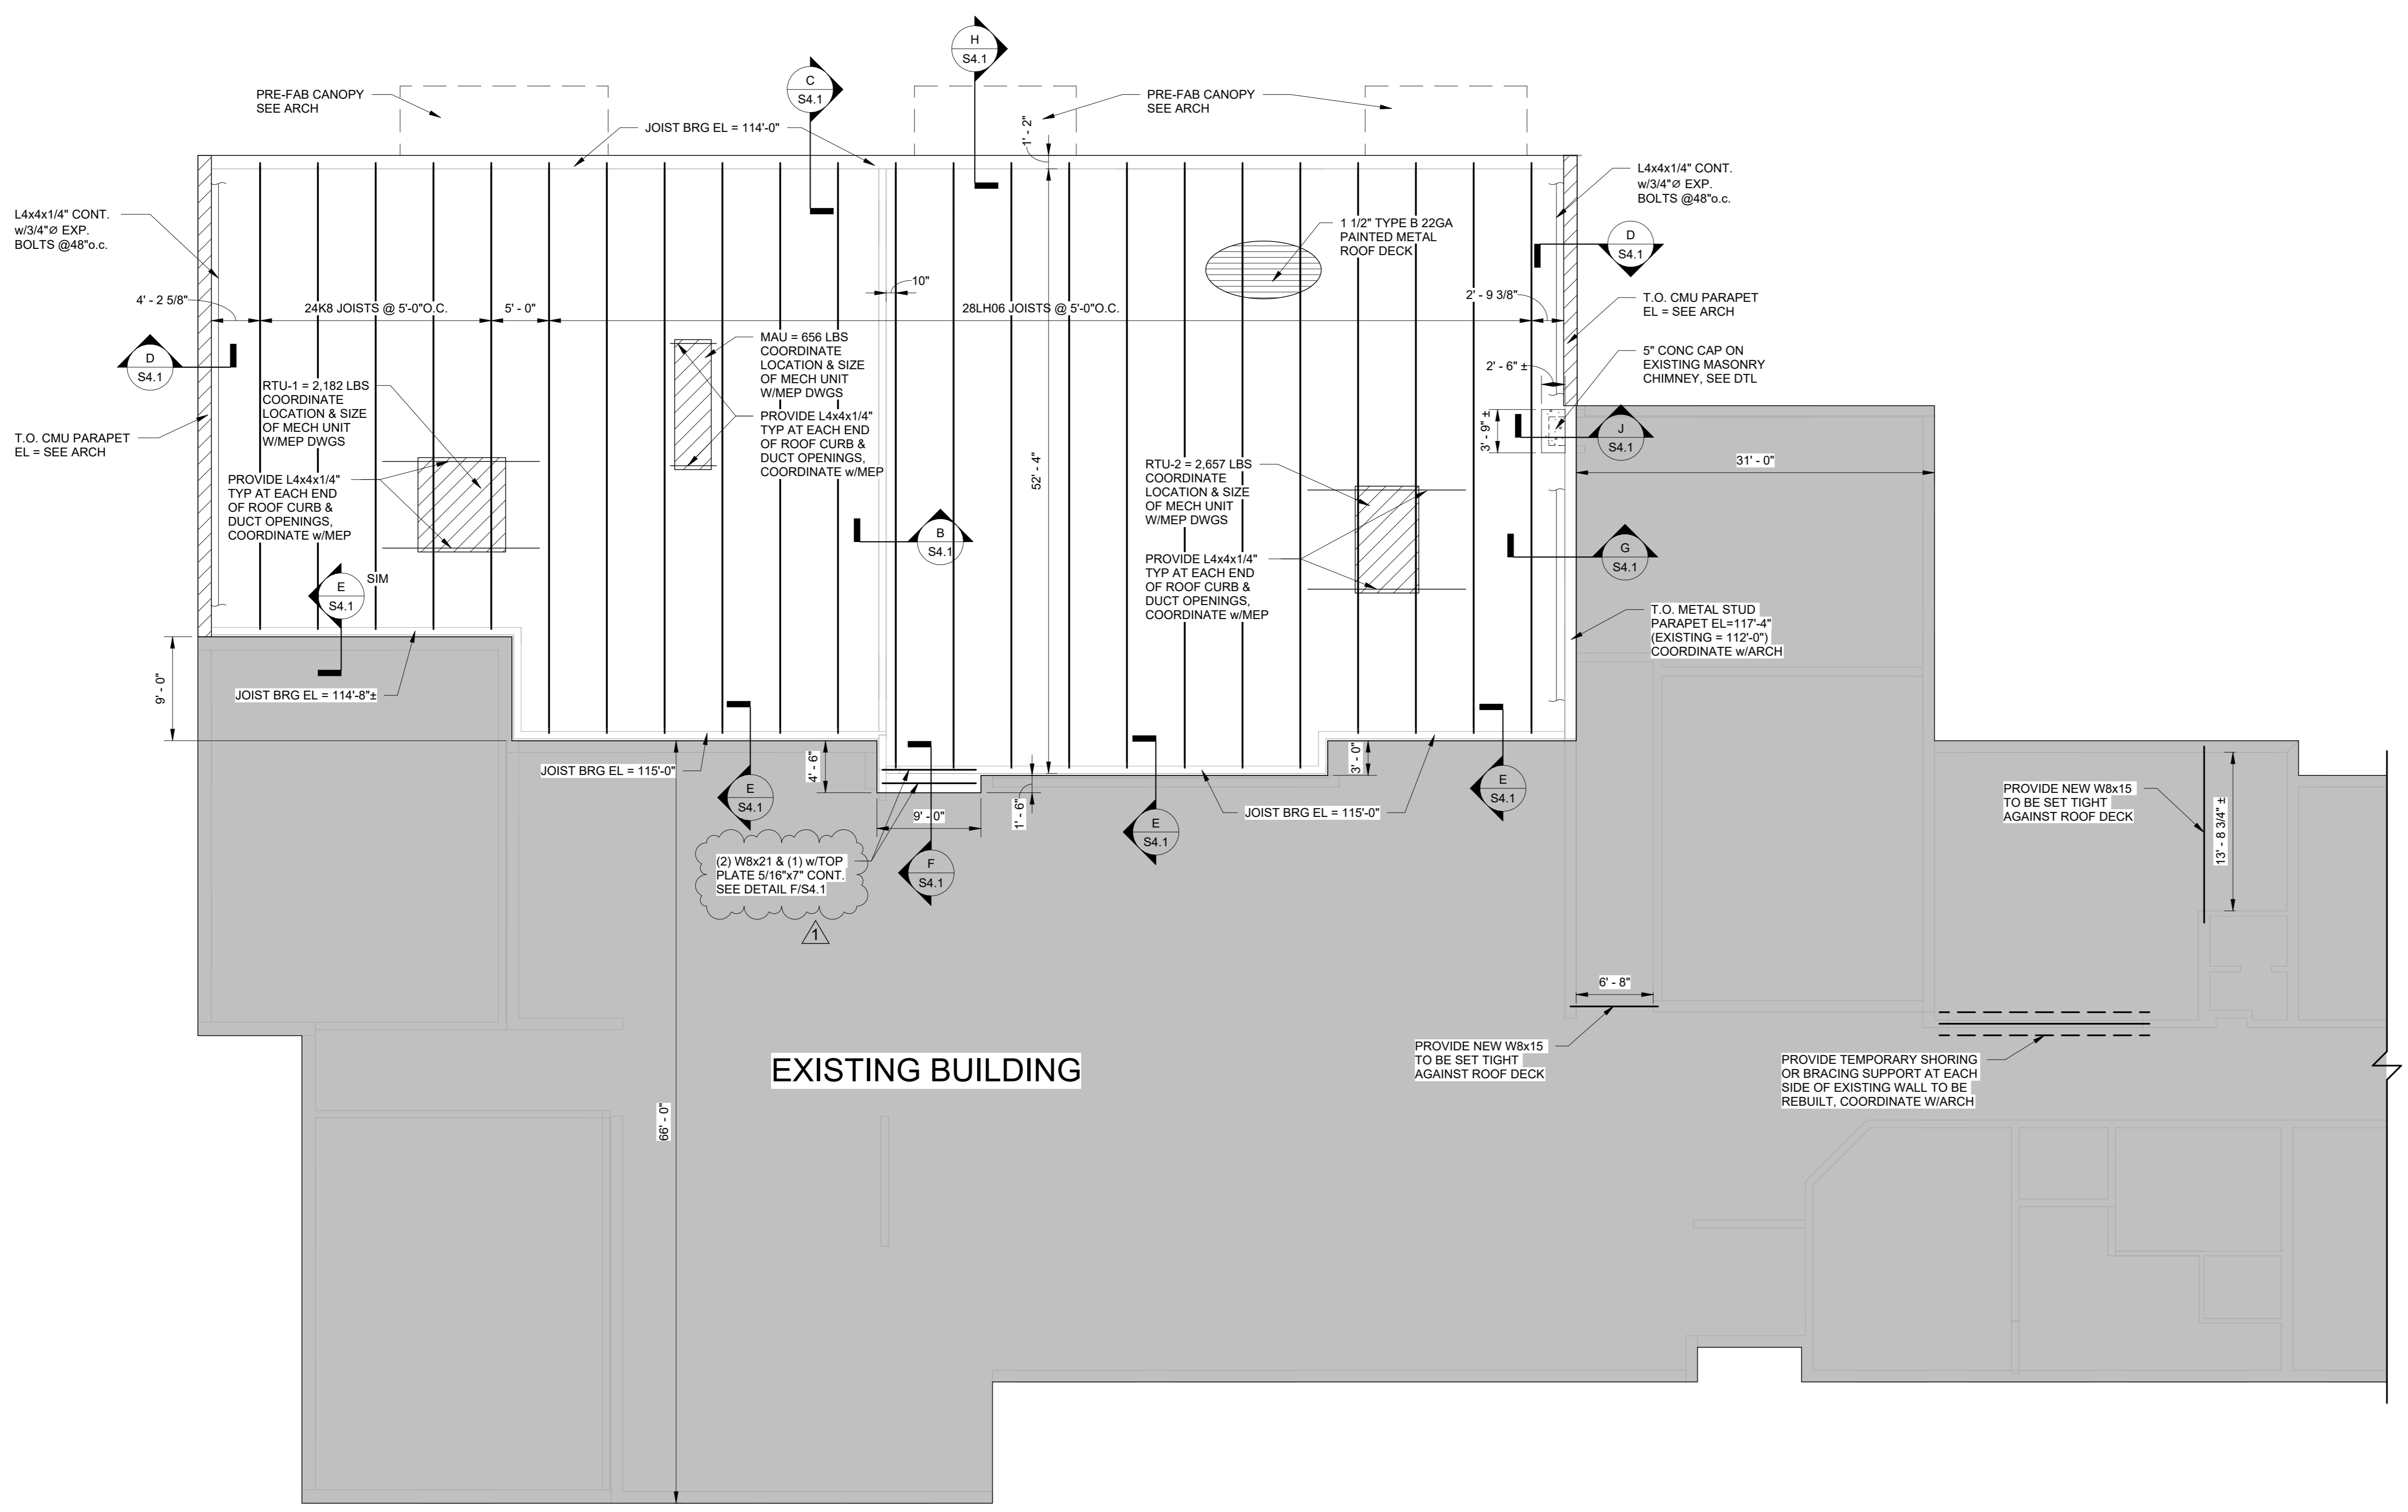 H
S4.1
C
S4.1
PRE-FAB CANOPY
SEE ARCH
PRE-FAB CANOPY
SEE ARCH
JOIST BRG EL = 114'-0"
1' - 2"
L4x4x1/4" CONT.
w/3/4"Ø EXP.
BOLTS @48"o.c.
L4x4x1/4" CONT.
w/3/4"Ø EXP.
BOLTS @48"o.c.
1 1/2" TYPE B 22GA
PAINTED METAL
ROOF DECK
D
S4.1
10"
4' - 2 5/8"
24K8 JOISTS @ 5'-0"O.C.
5' - 0"
28LH06 JOISTS @ 5'-0"O.C.
2' - 9 3/8"
T.O. CMU PARAPET
EL = SEE ARCH
D
S4.1
MAU = 656 LBS
COORDINATE
LOCATION & SIZE
OF MECH UNIT
W/MEP DWGS
5" CONC CAP ON
EXISTING MASONRY
CHIMNEY, SEE DTL
2' - 6" ±
RTU-1 = 2,182 LBS
COORDINATE
LOCATION & SIZE
OF MECH UNIT
W/MEP DWGS
PROVIDE L4x4x1/4"
TYP AT EACH END
OF ROOF CURB &
DUCT OPENINGS,
COORDINATE w/MEP
3' - 9" ±
J
S4.1
T.O. CMU PARAPET
EL = SEE ARCH
52' - 4"
31' - 0"
RTU-2 = 2,657 LBS
COORDINATE
LOCATION & SIZE
OF MECH UNIT
W/MEP DWGS
PROVIDE L4x4x1/4"
TYP AT EACH END
OF ROOF CURB &
DUCT OPENINGS,
COORDINATE w/MEP
B
S4.1
G
S4.1
PROVIDE L4x4x1/4"
TYP AT EACH END
OF ROOF CURB &
DUCT OPENINGS,
COORDINATE w/MEP
SIM
E
S4.1
T.O. METAL STUD
PARAPET EL=117'-4"
(EXISTING = 112'-0")
COORDINATE w/ARCH
9' - 0"
JOIST BRG EL = 114'-8"±
JOIST BRG EL = 115'-0"
4' - 6"
3' - 0"
E
S4.1
E
S4.1
PROVIDE NEW W8x15
TO BE SET TIGHT
AGAINST ROOF DECK
13' - 8 3/4" ±
9' - 0"
1' - 6"
JOIST BRG EL = 115'-0"
E
S4.1
(2) W8x21 & (1) w/TOP
PLATE 5/16"x7" CONT.
SEE DETAIL F/S4.1
F
S4.1
1
6' - 8"
PROVIDE NEW W8x15
TO BE SET TIGHT
AGAINST ROOF DECK
EXISTING BUILDING
PROVIDE TEMPORARY SHORING
OR BRACING SUPPORT AT EACH
SIDE OF EXISTING WALL TO BE
REBUILT, COORDINATE W/ARCH
66' - 0"